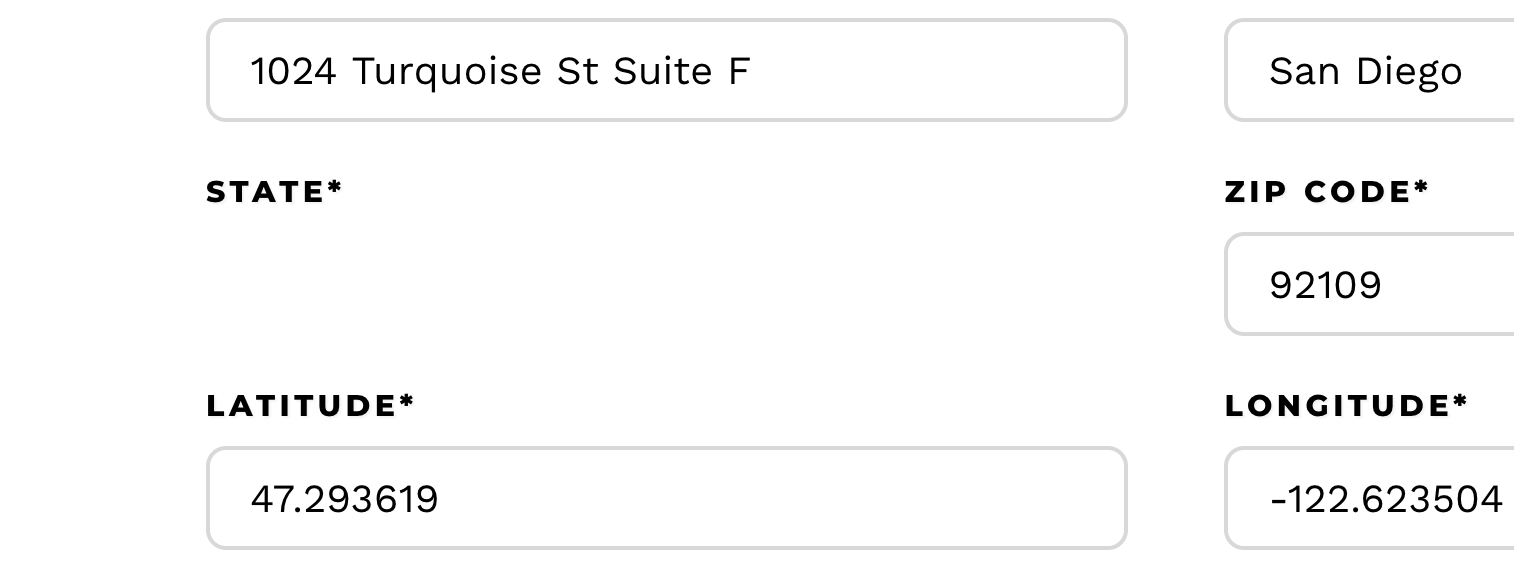 1024 Turquoise St Suite F
San Diego
STATE*
ZIP CODE*
92109
LATITUDE*
LONGITUDE*
47.293619
-122.623504